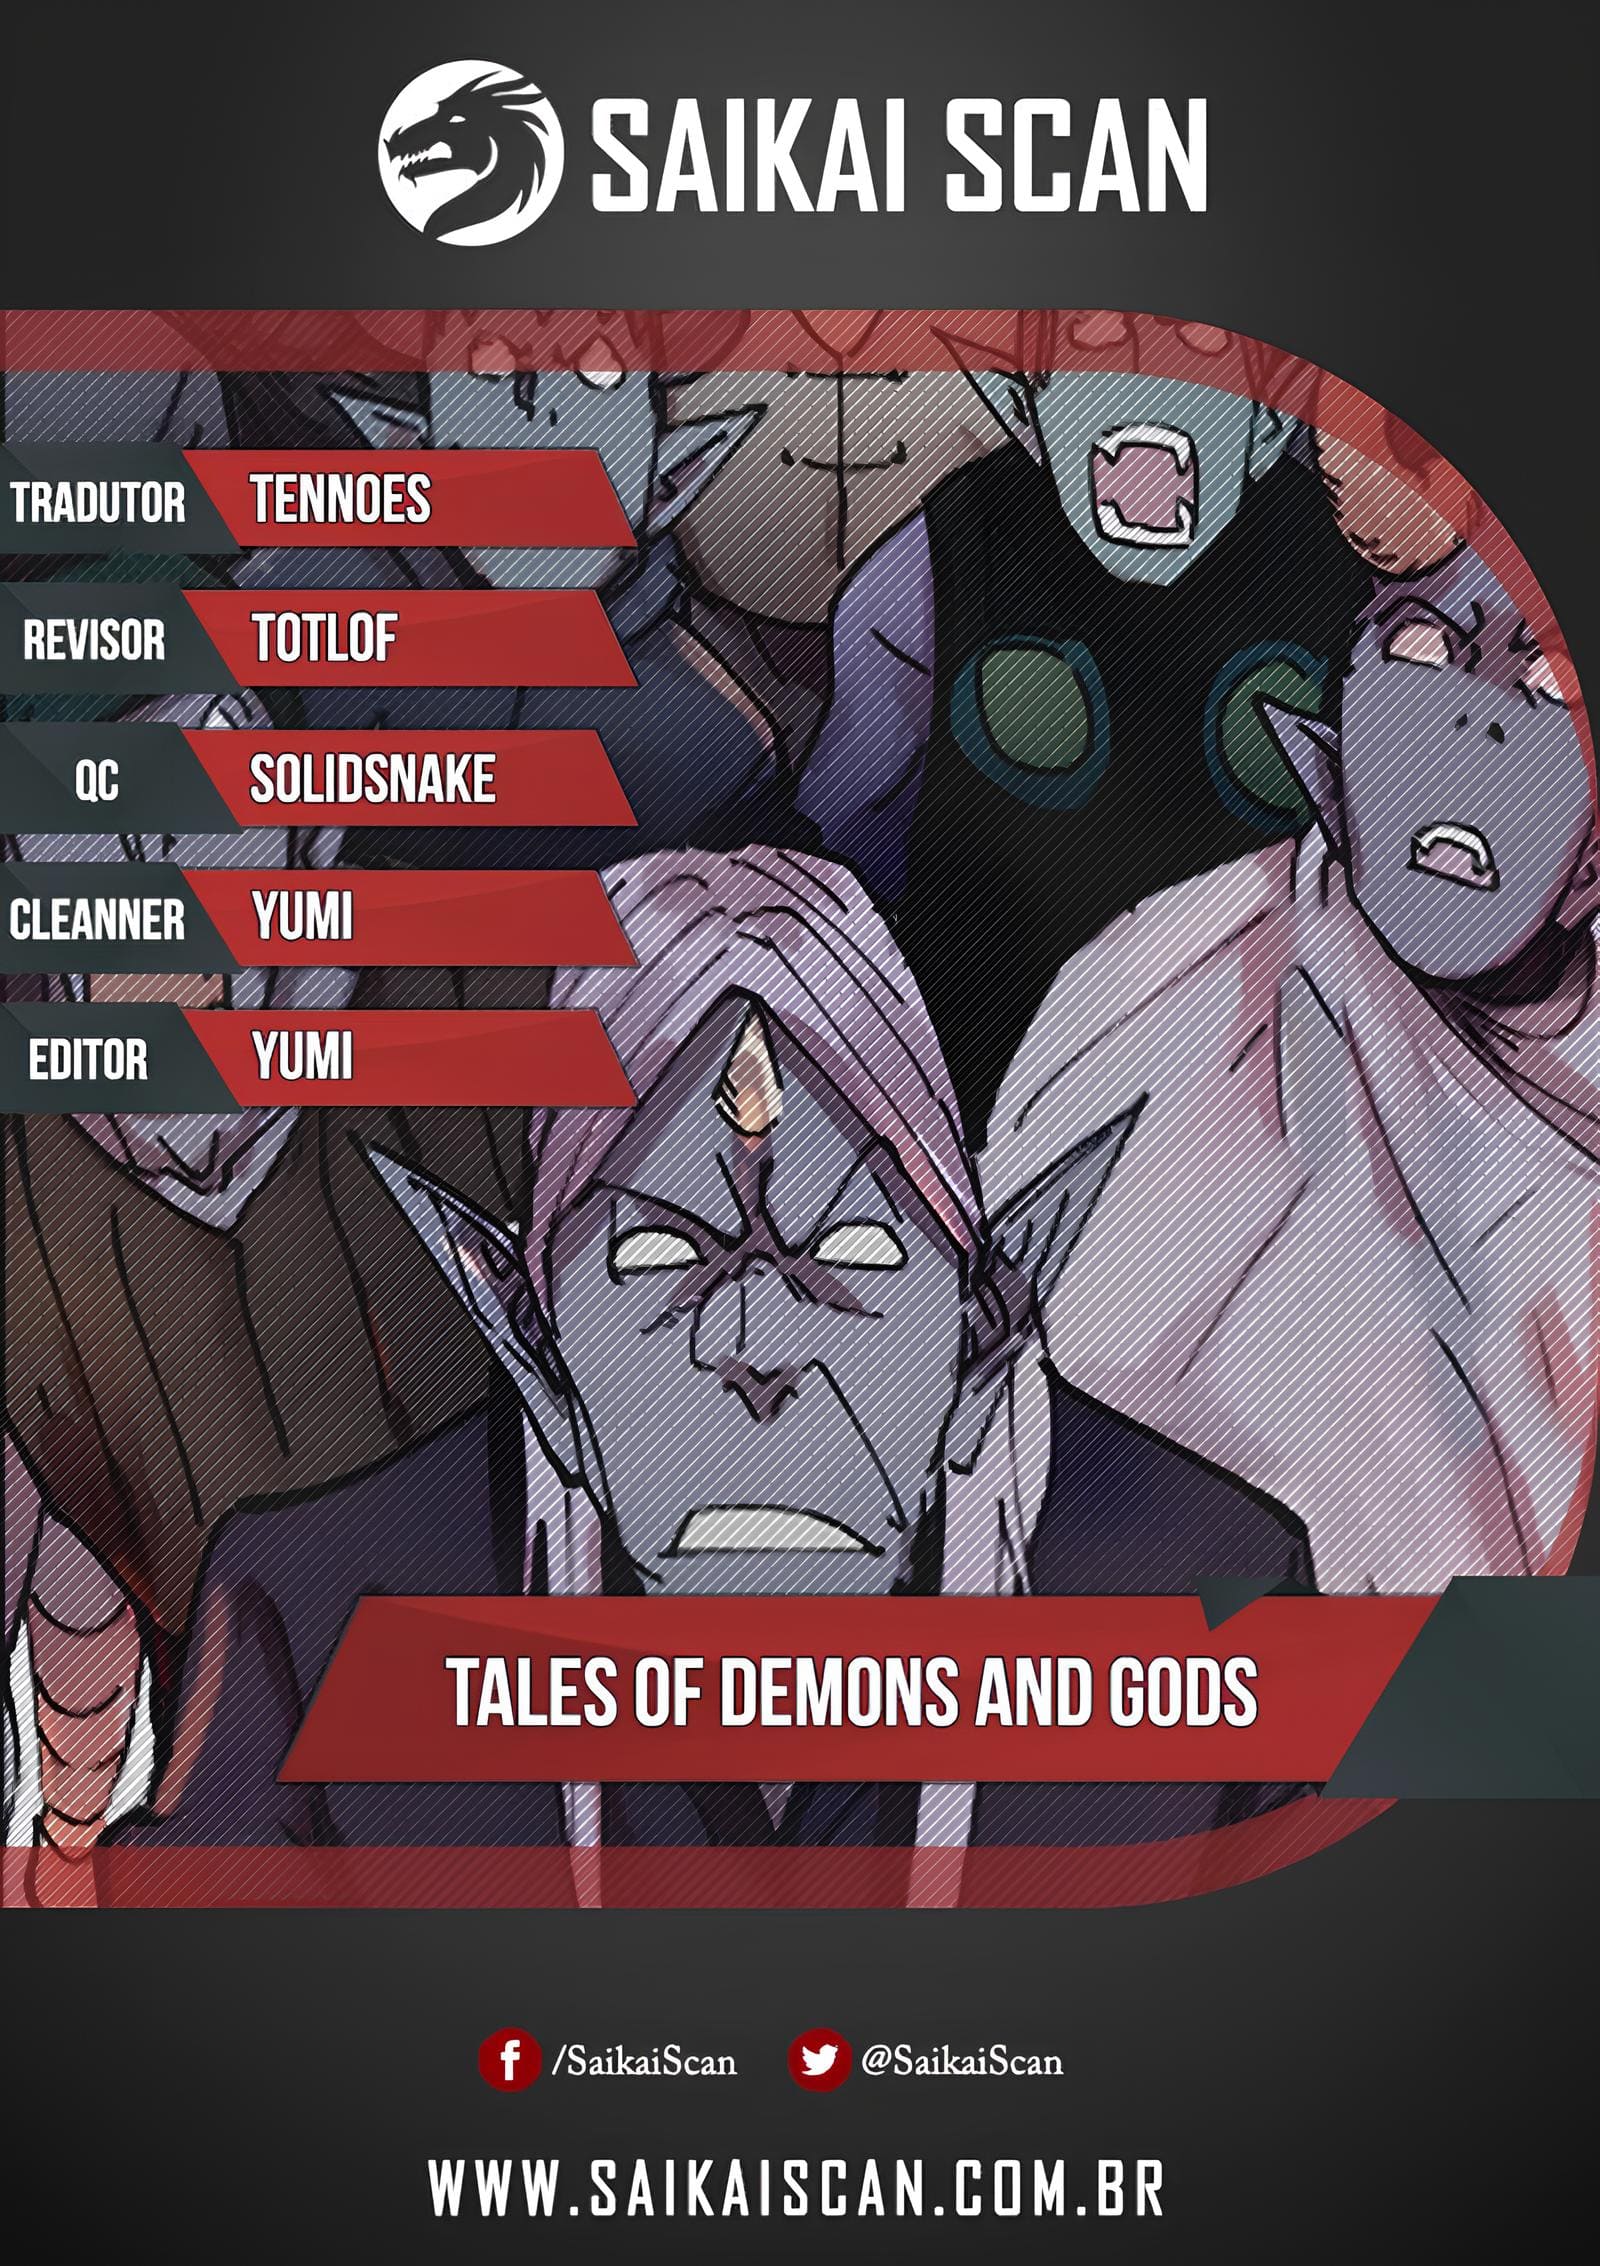 SAIKAI SCAN
TRADUTOR TENNOES
REVISOR TOTLOF
QC SOLIDSNAKE
CLEANNER YUMI
EDITOR YUMI
TALES OF DEMONS AND GODS
/SaikaiScan @SaikaiScan
WWW.SAIKAISCAN.COM.BR